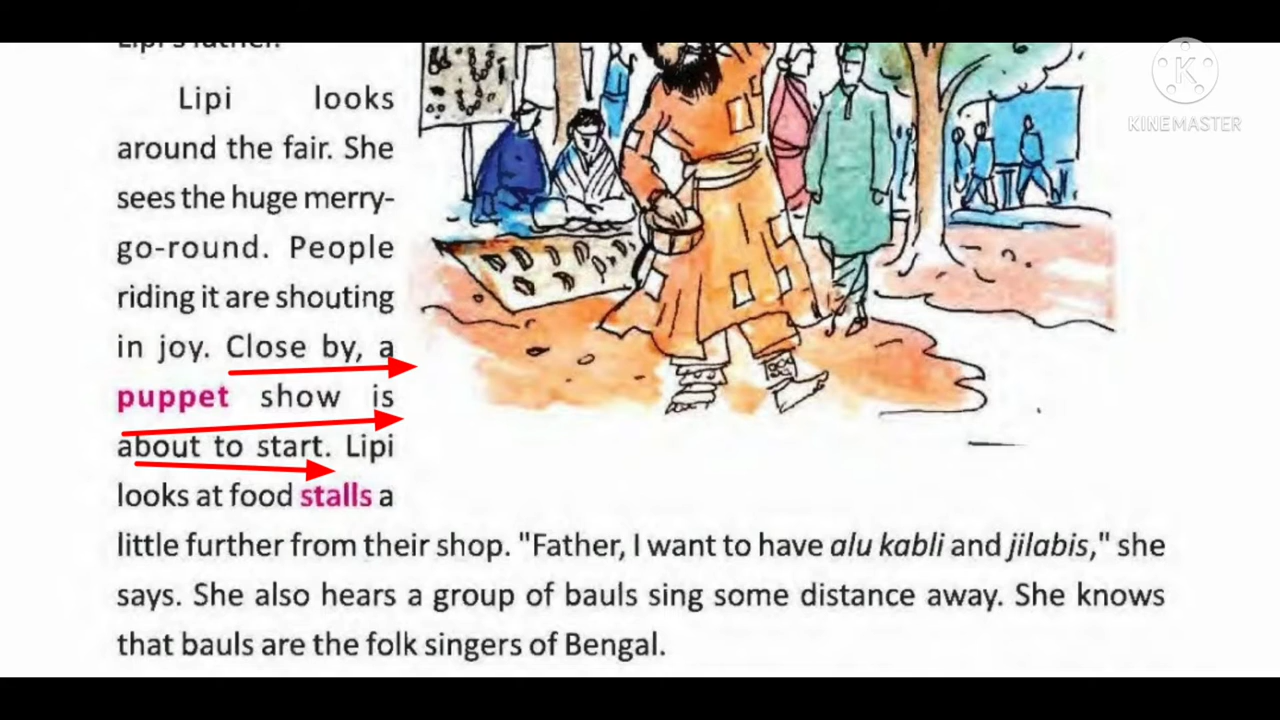 Lipi's father.
Lipi looks
around the fair. She
sees the huge merry-
go-round. People
riding it are shouting
in joy. Close by, a
puppet show is
about to start. Lipi
looks at food stalls a
little further from their shop. "Father, I want to have alu kabli and jilabis," she
says. She also hears a group of bauls sing some distance away. She knows
that bauls are the folk singers of Bengal.
K
KINEMASTER